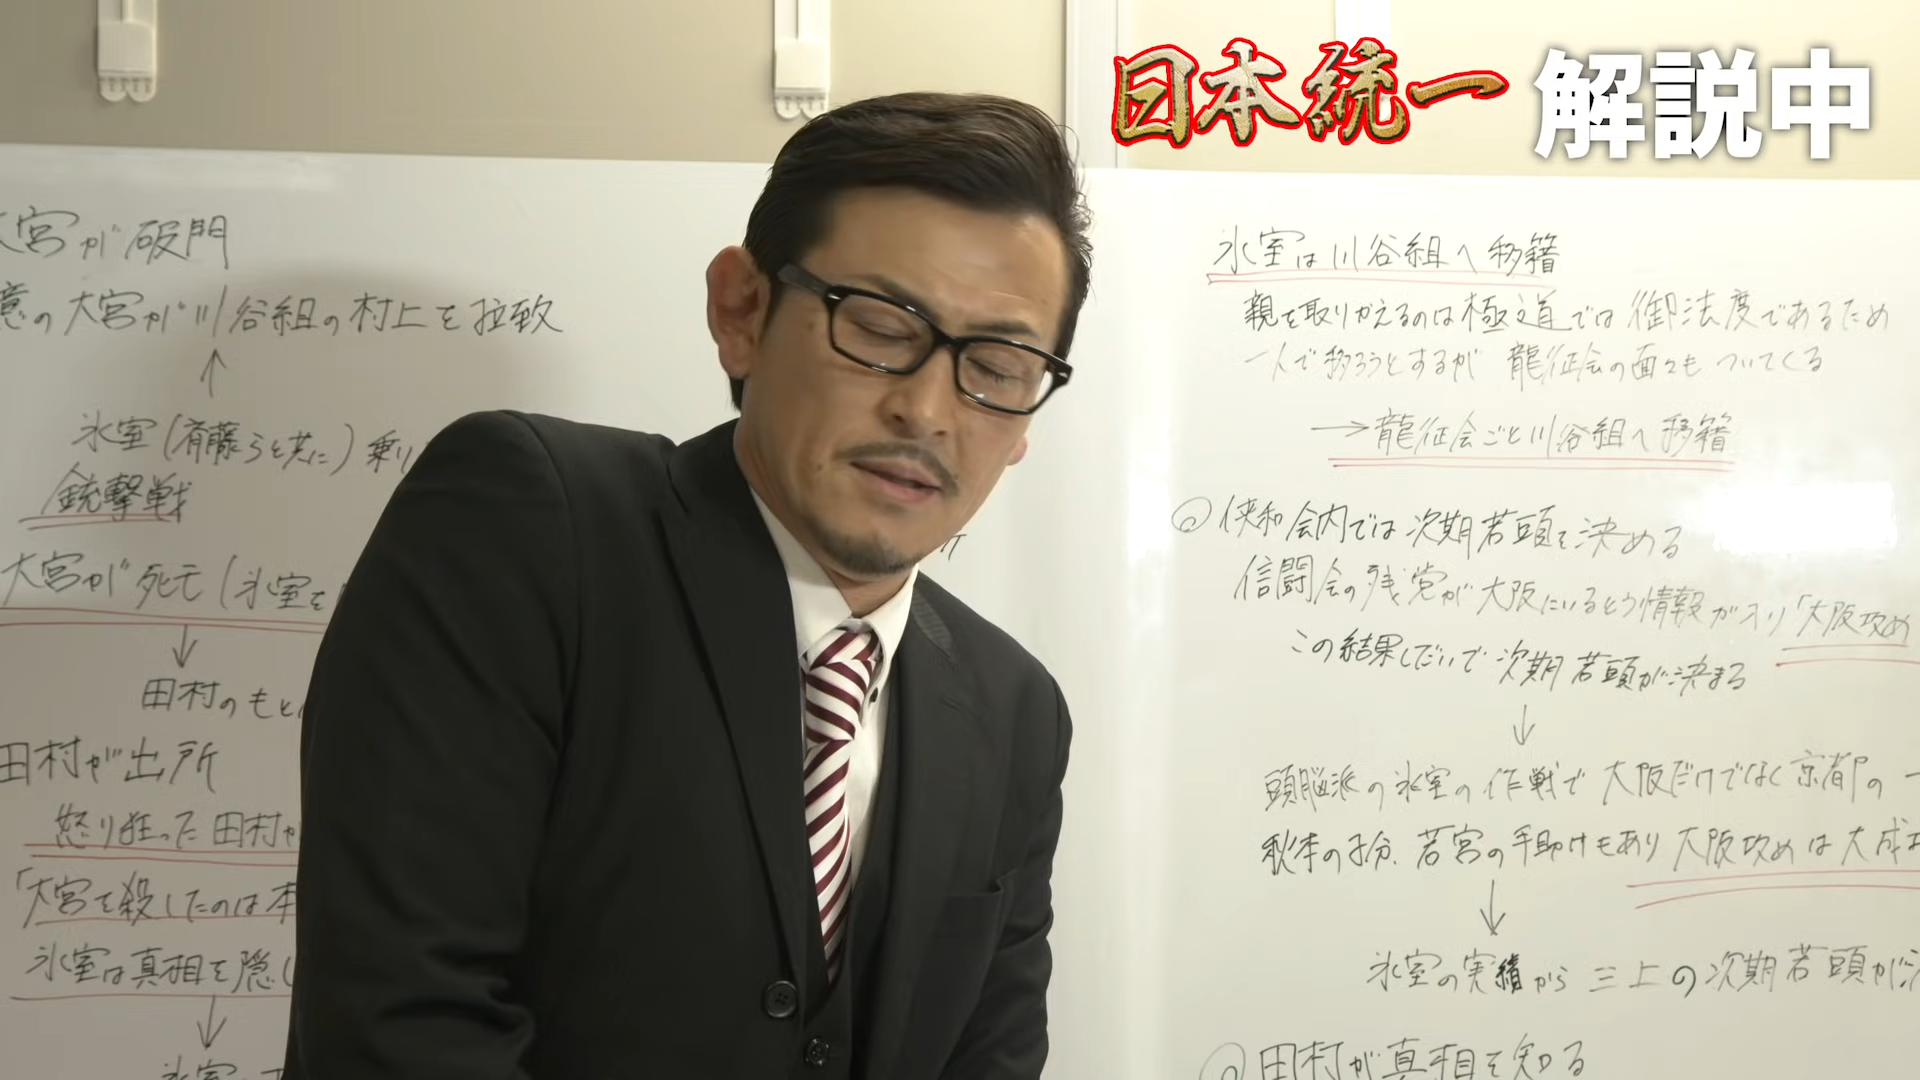 日本統一 解説中
大宮が破門
意の大宮が川谷組の村上を拉致
↑
氷室(斉藤らと共に)乗り
銃撃戦
大宮が死亡(氷室を
↓
田村のもと
田村が出所
怒り狂った田村が
「大宮を殺したのは本
氷室は真相を隠し
↓
氷室
氷室は川谷組へ移籍
親を取りかえるのは極道では御法度であるため
一人で移ろうとするが 龍征会の面々もついてくる
→龍征会ごと川谷組へ移籍
◎侠和会内では次期若頭を決める
信闘会の残党が大阪にいるとう情報が入り「大阪攻め
この結果しだいで次期若頭が決まる
↓
頭脳派の氷室の作戦で大阪だけでなく京都の一
秋本の子分、若宮の手助けもあり大阪攻めは大成功
↓
氷室の実績から三上の次期若頭が決
◎田村が真相を知る